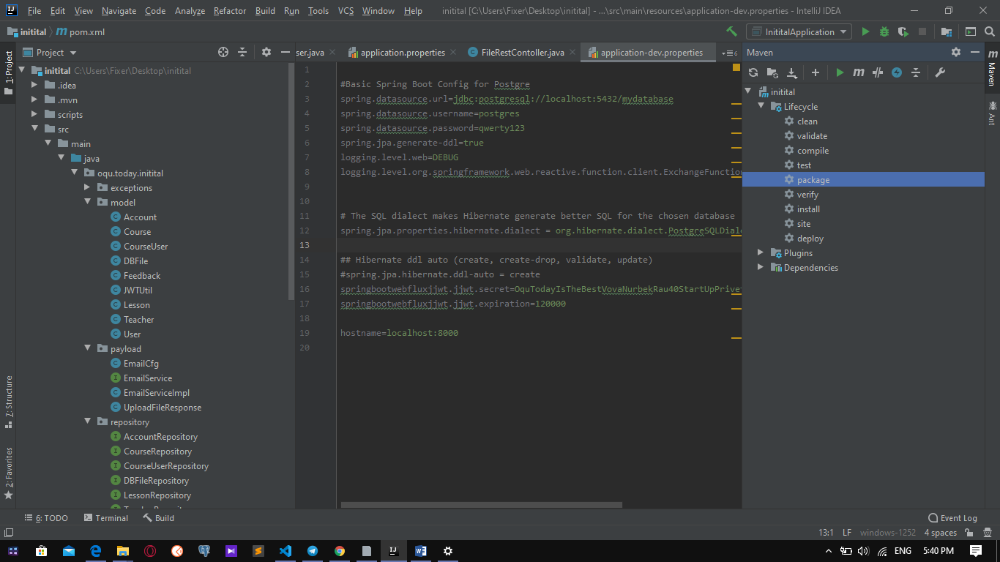 File Edit View Navigate Code Analyze Refactor Build Run Tools VCS Window Help initital [C:\Users\Fixer\Desktop\initital] - ...\src\main\resources\application-dev.properties - IntelliJ IDEA
initital pom.xml InititalApplication
Project ser.java application.properties FileRestContoller.java application-dev.properties 6 Maven
1: Project
7: Structure
2: Favorites
initital C:\Users\Fixer\Desktop\initital
.idea
.mvn
scripts
src
main
java
oqu.today.initital
exceptions
model
Account
Course
CourseUser
DBFile
Feedback
JWTUtil
Lesson
Teacher
User
payload
EmailCfg
EmailService
EmailServiceImpl
UploadFileResponse
repository
AccountRepository
CourseRepository
CourseUserRepository
DBFileRepository
LessonRepository
1
2 #Basic Spring Boot Config for Postgre
3 spring.datasource.url=jdbc:postgresql://localhost:5432/mydatabase
4 spring.datasource.username=postgres
5 spring.datasource.password=qwerty123
6 spring.jpa.generate-ddl=true
7 logging.level.web=DEBUG
8 logging.level.org.springframework.web.reactive.function.client.ExchangeFunction
9
10
11 # The SQL dialect makes Hibernate generate better SQL for the chosen database
12 spring.jpa.properties.hibernate.dialect = org.hibernate.dialect.PostgreSQLDial
13
14 ## Hibernate ddl auto (create, create-drop, validate, update)
15 #spring.jpa.hibernate.ddl-auto = create
16 springbootwebfluxjjwt.jjwt.secret=OquTodayIsTheBestVovaNurbekRau40StartUpPrive
17 springbootwebfluxjjwt.jjwt.expiration=120000
18
19 hostname=localhost:8000
20
initital
Lifecycle
clean
validate
compile
test
package
verify
install
site
deploy
Plugins
Dependencies
Maven
Ant
6: TODO Terminal Build Event Log
13:1 LF windows-1252 4 spaces
ENG 5:40 PM